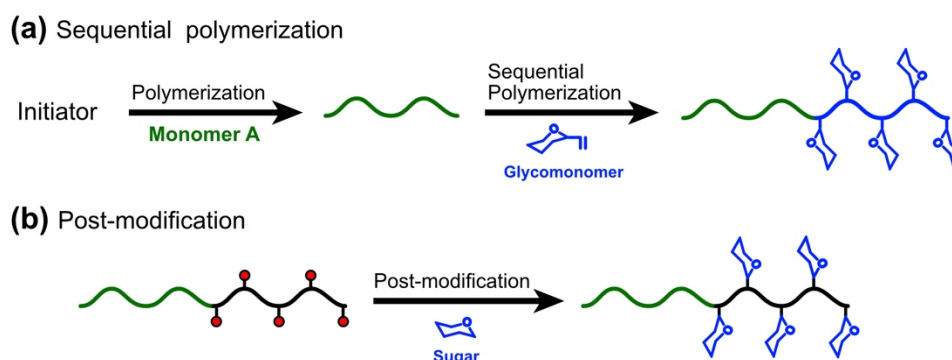 (a) Sequential polymerization
Initiator
Polymerization
Monomer A
Sequential
Polymerization
Glycomonomer
(b) Post-modification
Post-modification
Sugar